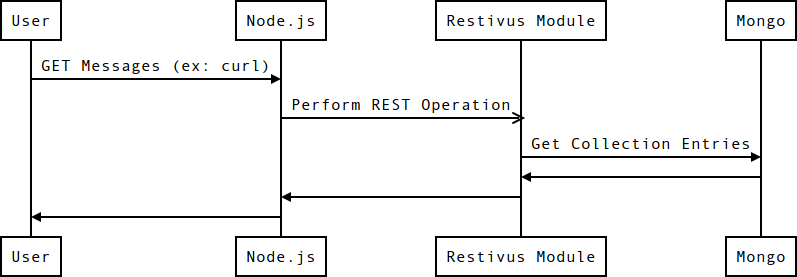 User
Node.js
Restivus Module
Mongo
GET Messages (ex: curl)
Perform REST Operation
Get Collection Entries
User
Node.js
Restivus Module
Mongo